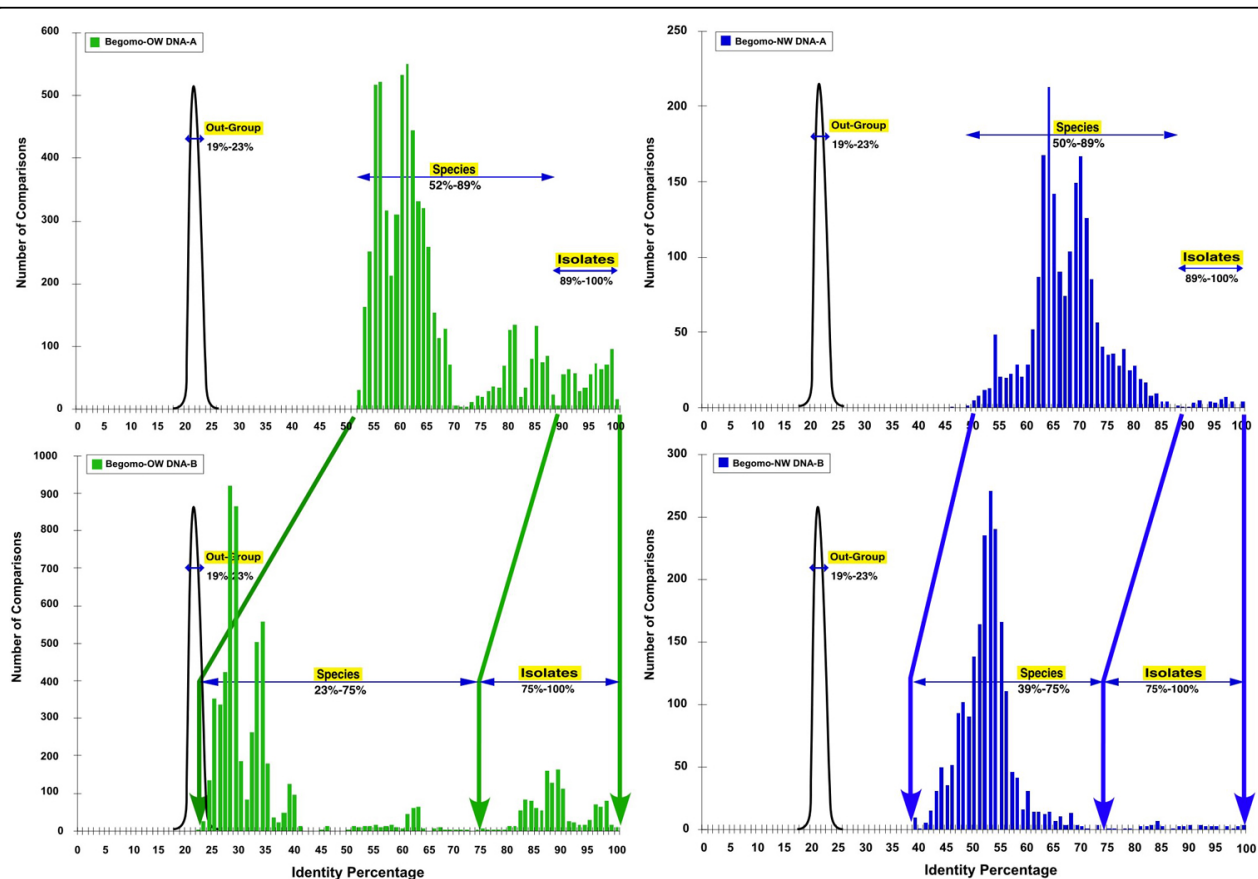 Begomo-OW DNA-A
Number of Comparisons
600
500
400
300
200
100
0
Out-Group
19%-23%
Species
52%-89%
Isolates
89%-100%
0 5 10 15 20 25 30 35 40 45 50 55 60 65 70 75 80 85 90 95 100
Begomo-NW DNA-A
Number of Comparisons
250
200
150
100
50
0
Out-Group
19%-23%
Species
50%-89%
Isolates
89%-100%
0 5 10 15 20 25 30 35 40 45 50 55 60 65 70 75 80 85 90 95 100
Begomo-OW DNA-B
Number of Comparisons
1000
900
800
700
600
500
400
300
200
100
0
Out-Group
19%-23%
Species
23%-75%
Isolates
75%-100%
0 5 10 15 20 25 30 35 40 45 50 55 60 65 70 75 80 85 90 95 100
Identity Percentage
Begomo-NW DNA-B
Number of Comparisons
300
250
200
150
100
50
0
Out-Group
19%-23%
Species
39%-75%
Isolates
75%-100%
0 5 10 15 20 25 30 35 40 45 50 55 60 65 70 75 80 85 90 95 100
Identity Percentage